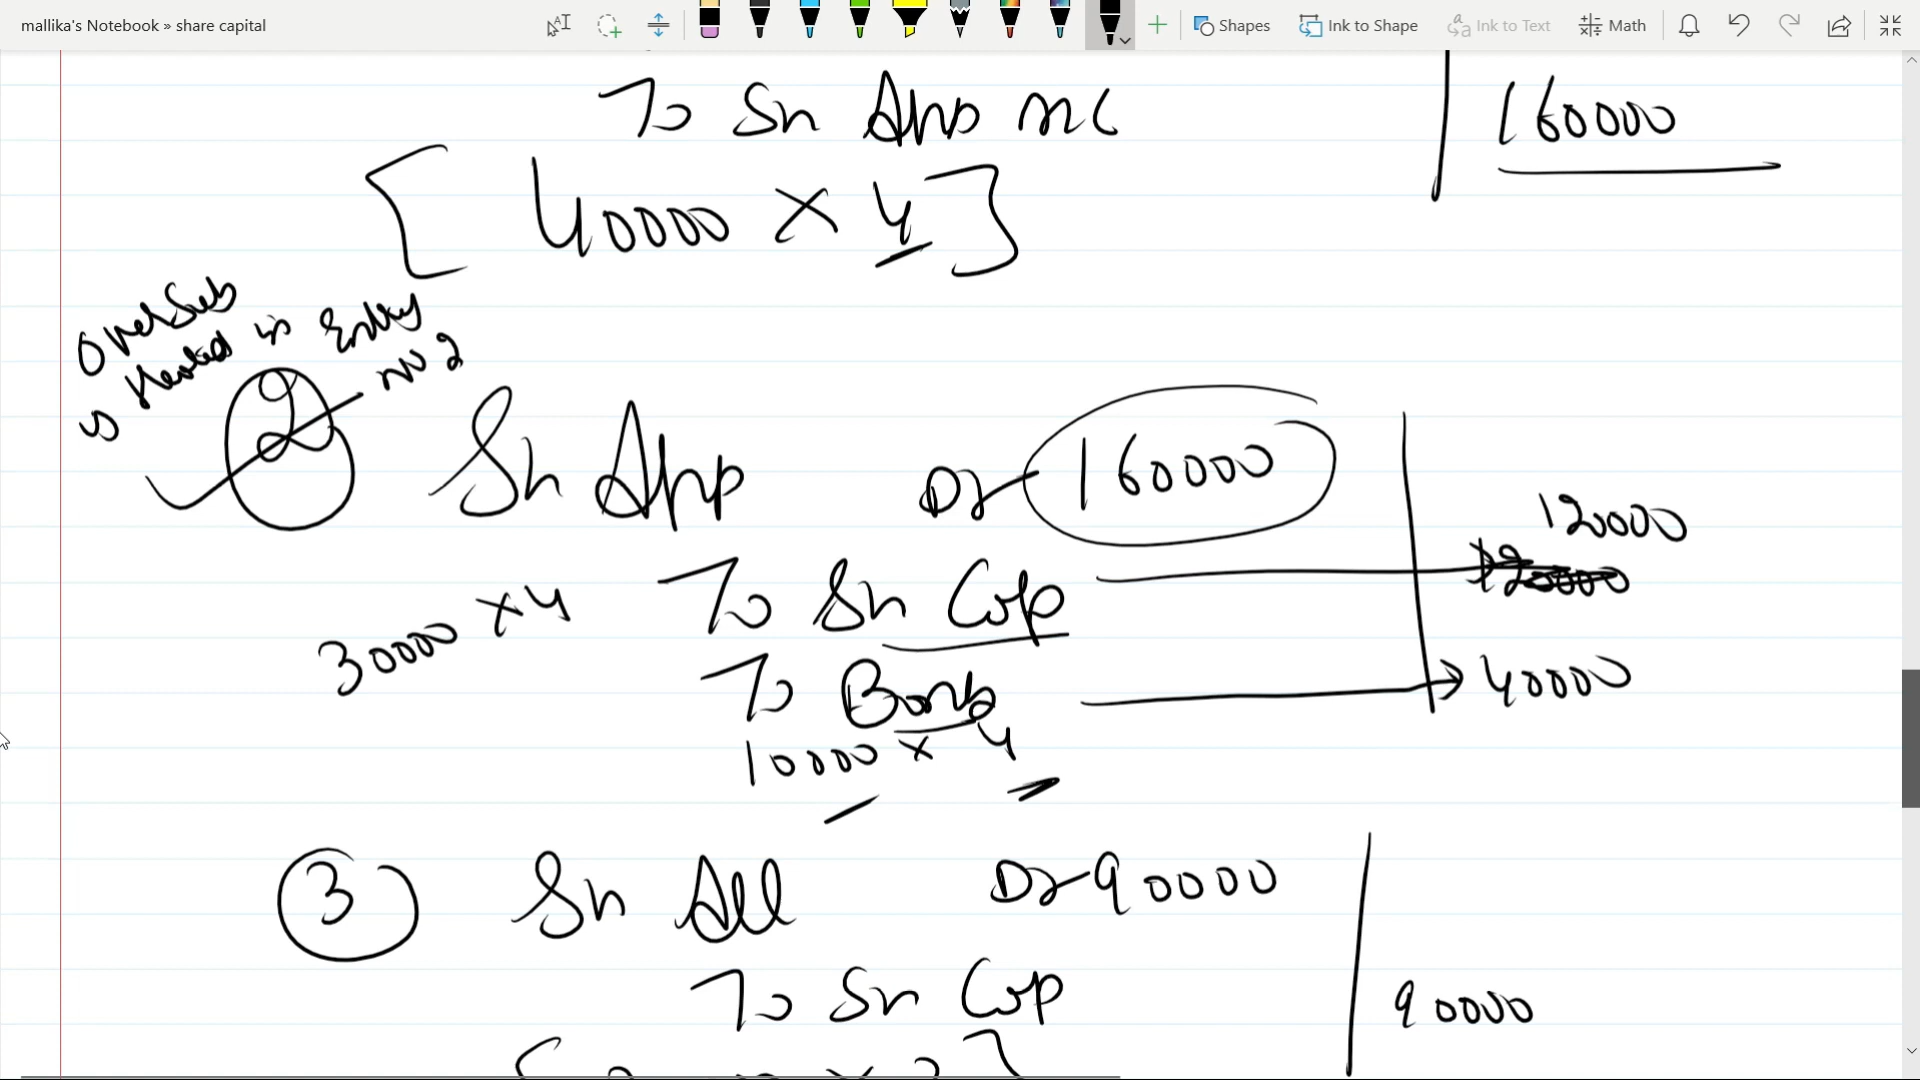 mallika's Notebook » share capital
Shapes Ink to Shape Ink to Text Math
To Sh App
160000
[ 40000 × 4 ]
OverSub
is treated in Entry
no 2
2 Sh App Dr 160000
120000
30000 × 4 To Sh Cap 120000
To Bank 40000
10000 × 4
3 Sh All Dr 90000
To Sh Cap 90000